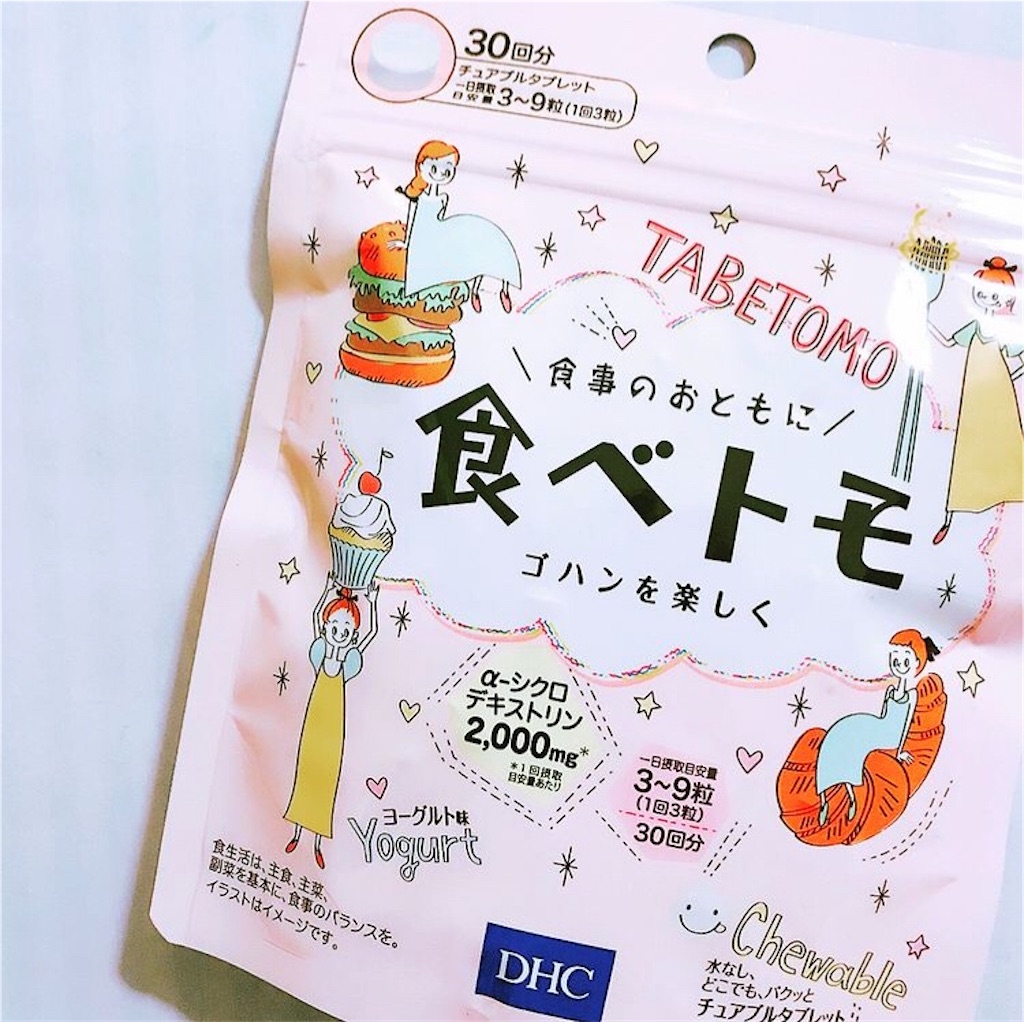 30回分
チュアブルタブレット
一日摂取
目安量 3～9粒(1回3粒)
TABETOMO
食事のおともに
食べトモ
ゴハンを楽しく
α-シクロ
デキストリン
2,000mg*
*1回摂取
目安量あたり
一日摂取目安量
3～9粒
(1回3粒)
30回分
ヨーグルト味
Yogurt
食生活は、主食、主菜、
副菜を基本に、食事のバランスを。
イラストはイメージです。
DHC
Chewable
水なし、
どこでも、パクッと
チュアブルタブレット